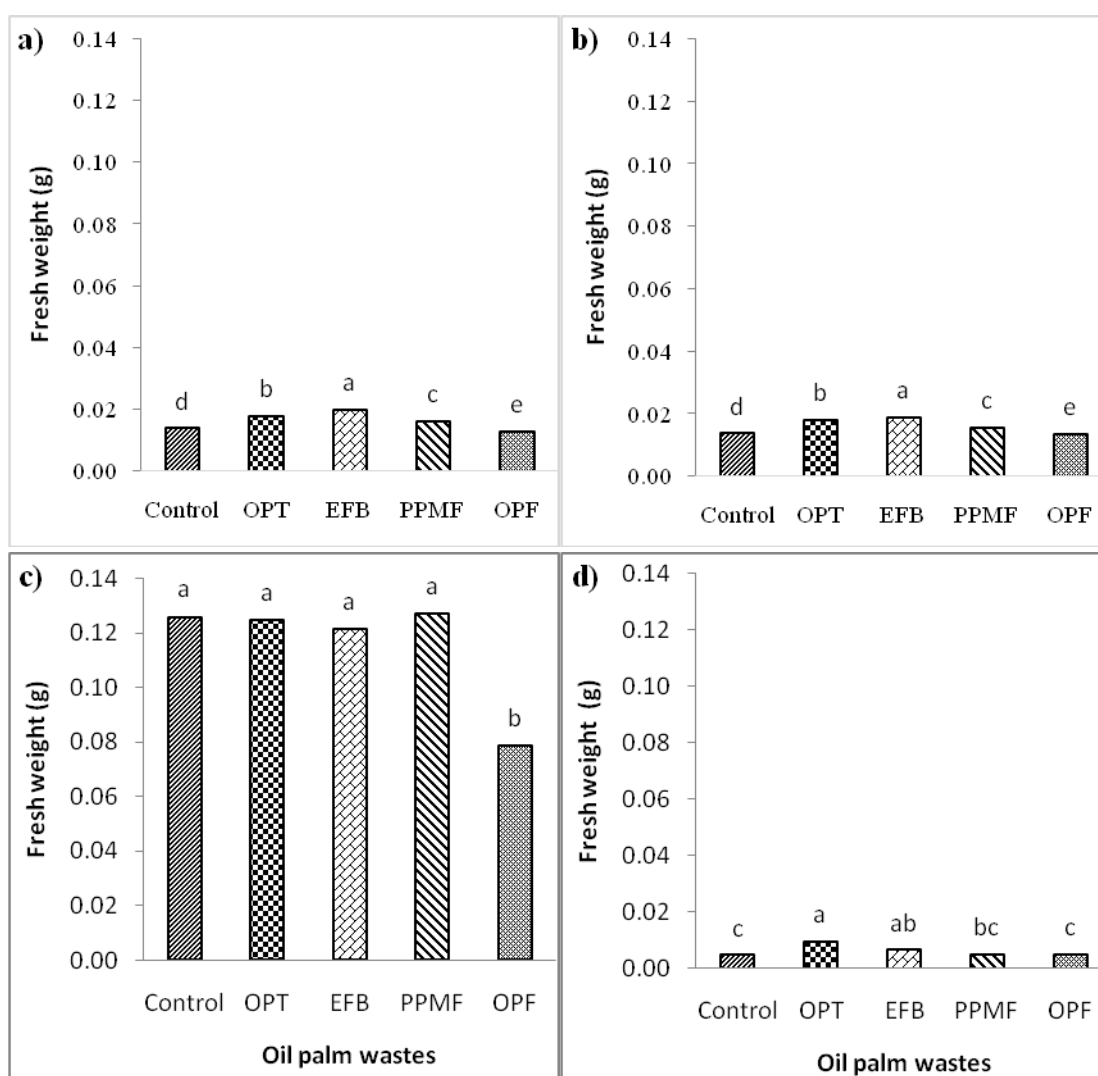 a)
0.14
0.12
0.10
0.08
0.06
0.04
0.02
0.00
Fresh weight (g)
d b a c e
Control OPT EFB PPMF OPF
b)
0.14
0.12
0.10
0.08
0.06
0.04
0.02
0.00
Fresh weight (g)
d b a c e
Control OPT EFB PPMF OPF
c)
0.14
0.12
0.10
0.08
0.06
0.04
0.02
0.00
Fresh weight (g)
a a a a b
Control OPT EFB PPMF OPF
Oil palm wastes
d)
0.14
0.12
0.10
0.08
0.06
0.04
0.02
0.00
Fresh weight (g)
c a ab bc c
Control OPT EFB PPMF OPF
Oil palm wastes